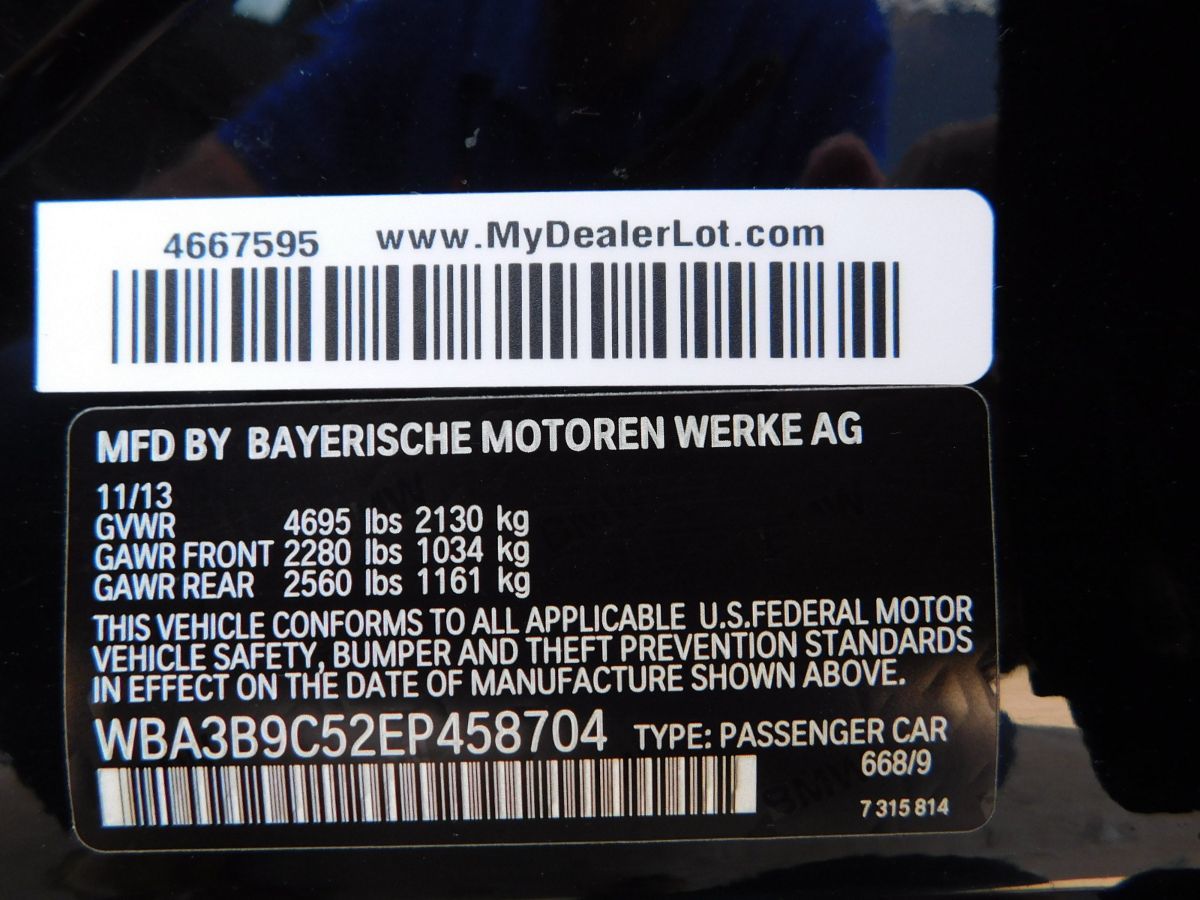 4667595 www.MyDealerLot.com
MFD BY BAYERISCHE MOTOREN WERKE AG
11/13
GVWR 4695 lbs 2130 kg
GAWR FRONT 2280 lbs 1034 kg
GAWR REAR 2560 lbs 1161 kg
THIS VEHICLE CONFORMS TO ALL APPLICABLE U.S.FEDERAL MOTOR
VEHICLE SAFETY, BUMPER AND THEFT PREVENTION STANDARDS
IN EFFECT ON THE DATE OF MANUFACTURE SHOWN ABOVE.
WBA3B9C52EP458704 TYPE: PASSENGER CAR
668/9
7 315 814
BMW